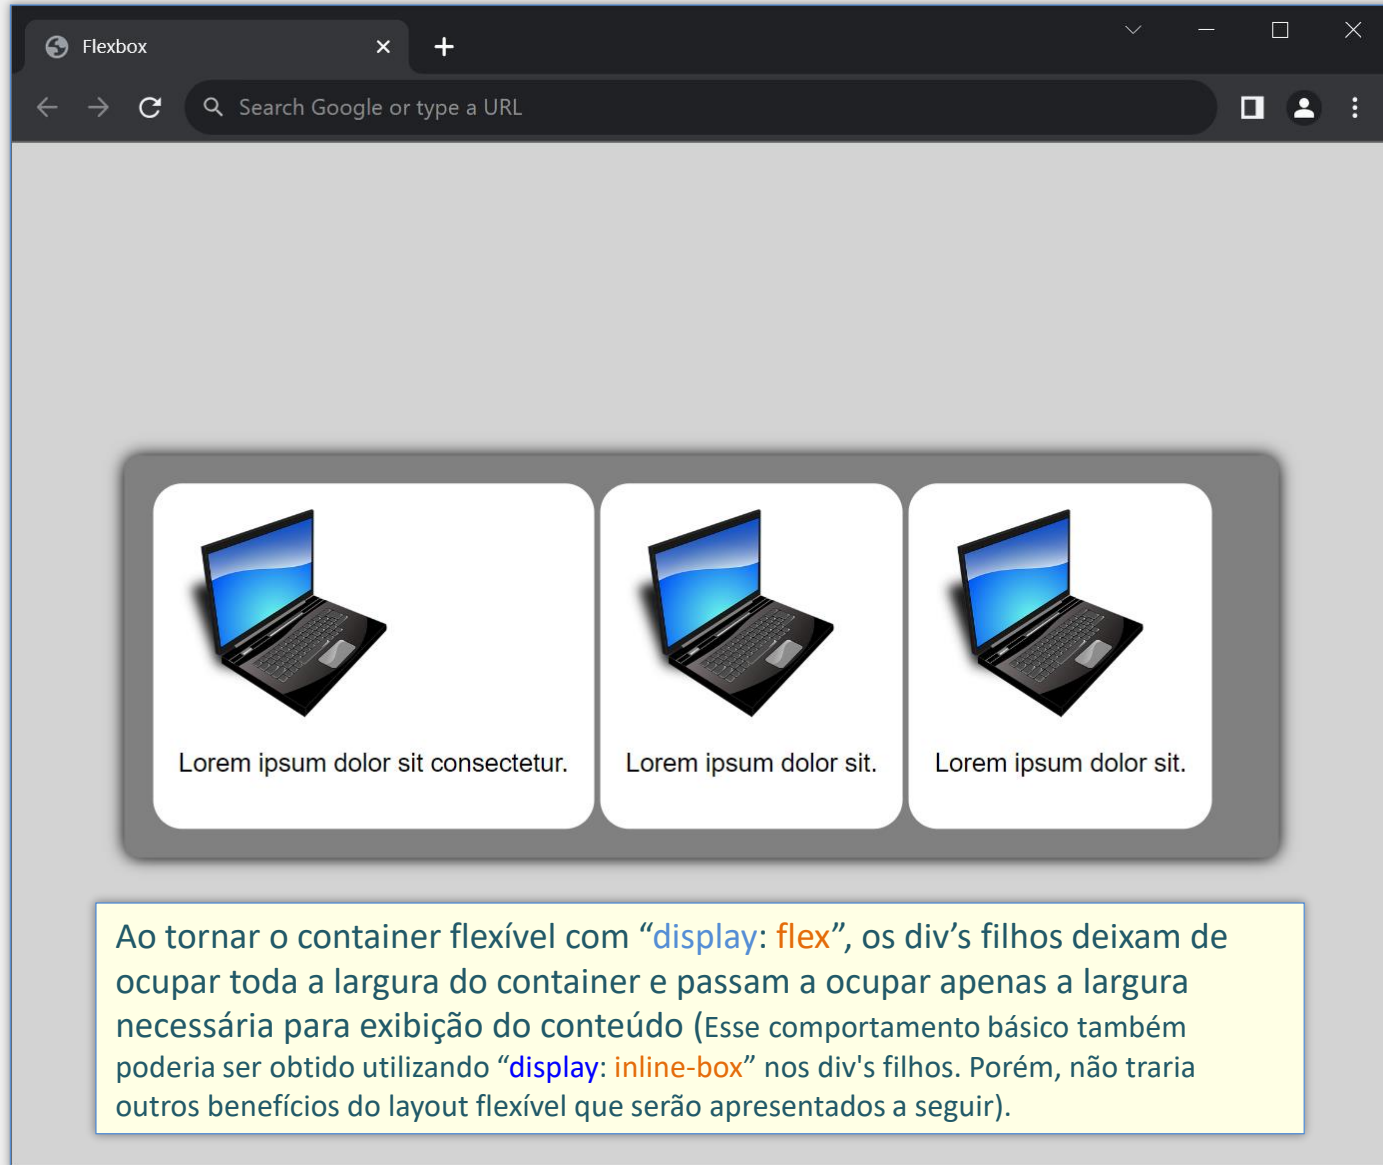 Flexbox
Search Google or type a URL
Lorem ipsum dolor sit consectetur.
Lorem ipsum dolor sit.
Lorem ipsum dolor sit.
Ao tornar o container flexível com “display: flex”, os div’s filhos deixam de
ocupar toda a largura do container e passam a ocupar apenas a largura
necessária para exibição do conteúdo (Esse comportamento básico também
poderia ser obtido utilizando “display: inline-box” nos div's filhos. Porém, não traria
outros benefícios do layout flexível que serão apresentados a seguir).